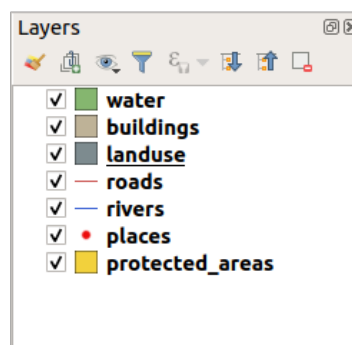 Layers
water
buildings
landuse
roads
rivers
places
protected_areas